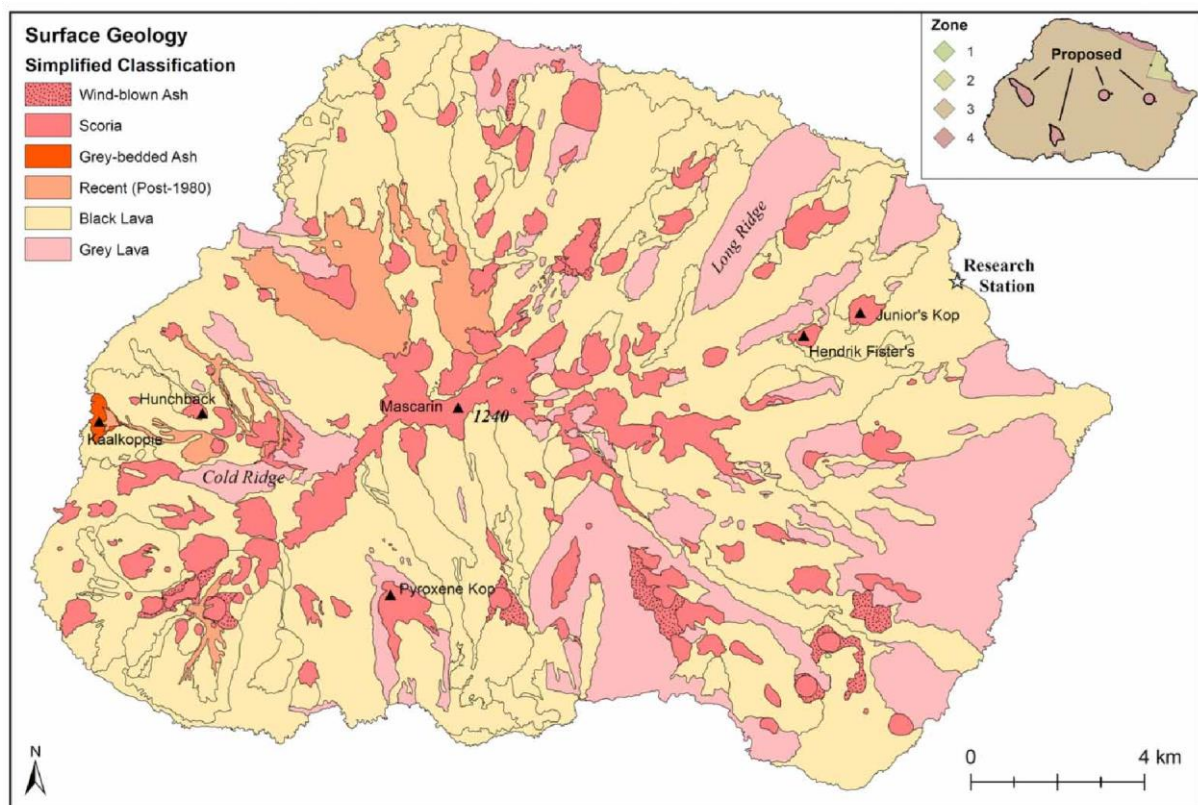 Surface Geology
Simplified Classification
Wind-blown Ash
Scoria
Grey-bedded Ash
Recent (Post-1980)
Black Lava
Grey Lava
Zone
1
2
3
4
Proposed
Long Ridge
Research
Station
Junior's Kop
Hendrik Fister's
Hunchback
Mascarin
1240
Kaalkoppie
Cold Ridge
Pyroxene Kop
N
0
4 km